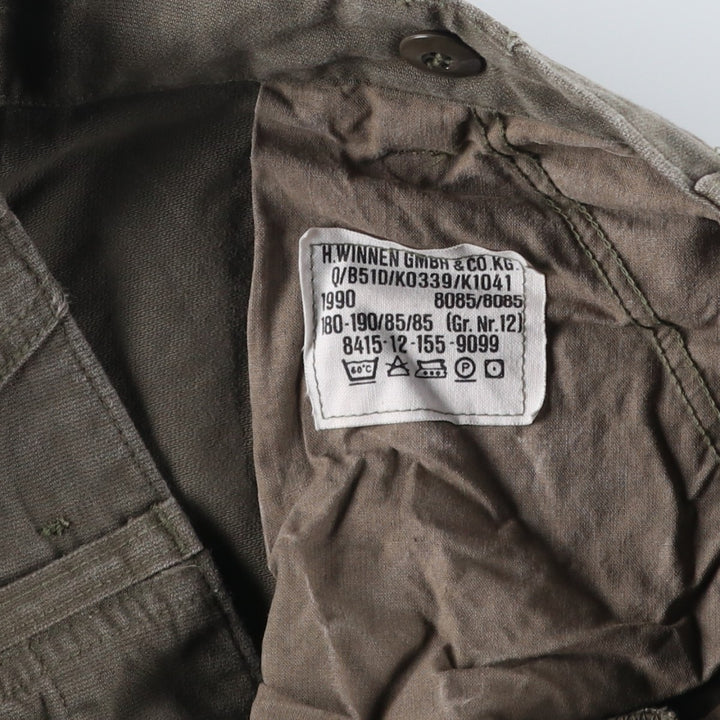 H.WINNEN GMBH & CO.KG.
Q/B51D/K0339/K1041
1990 8085/8085
180-190/85/85 (Gr. Nr.12)
8415-12-155-9099
60°C A P